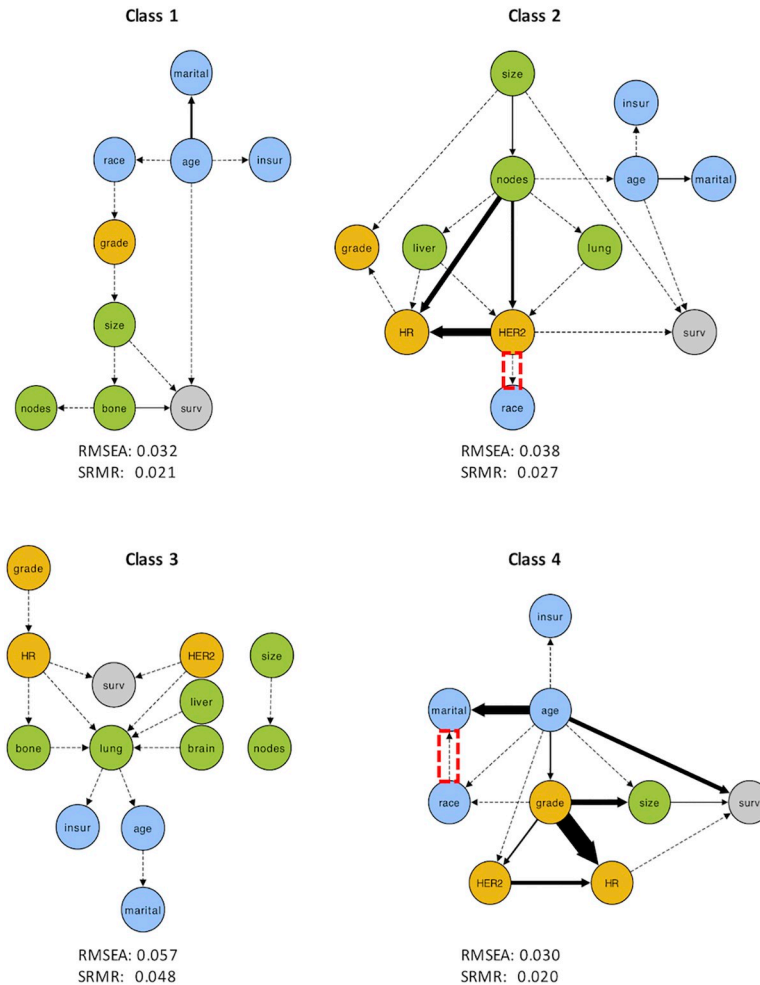 Class 1
marital
race
age
insur
grade
size
nodes
bone
surv
RMSEA: 0.032
SRMR: 0.021
Class 2
size
insur
nodes
age
marital
grade
liver
lung
HR
HER2
surv
race
RMSEA: 0.038
SRMR: 0.027
Class 3
grade
HR
surv
HER2
size
liver
bone
lung
brain
nodes
insur
age
marital
RMSEA: 0.057
SRMR: 0.048
Class 4
insur
marital
age
race
grade
size
surv
HER2
HR
RMSEA: 0.030
SRMR: 0.020